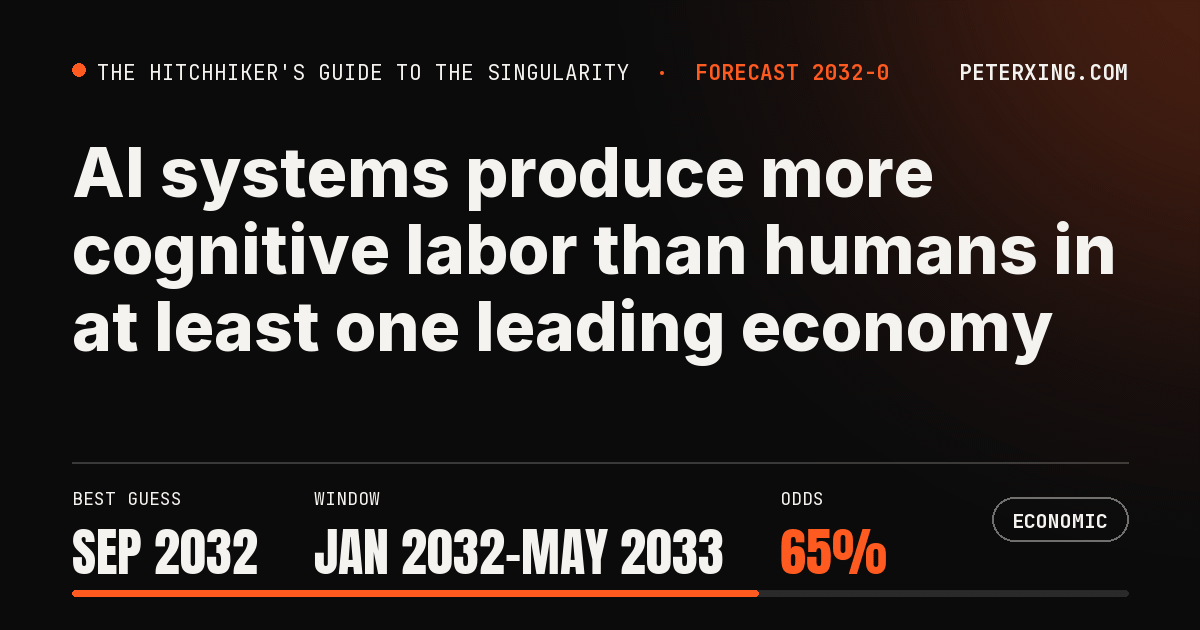 THE HITCHHIKER'S GUIDE TO THE SINGULARITY · FORECAST 2032-0 PETERXING.COM
AI systems produce more
cognitive labor than humans in
at least one leading economy
BEST GUESS WINDOW ODDS
SEP 2032 JAN 2032-MAY 2033 65%
ECONOMIC